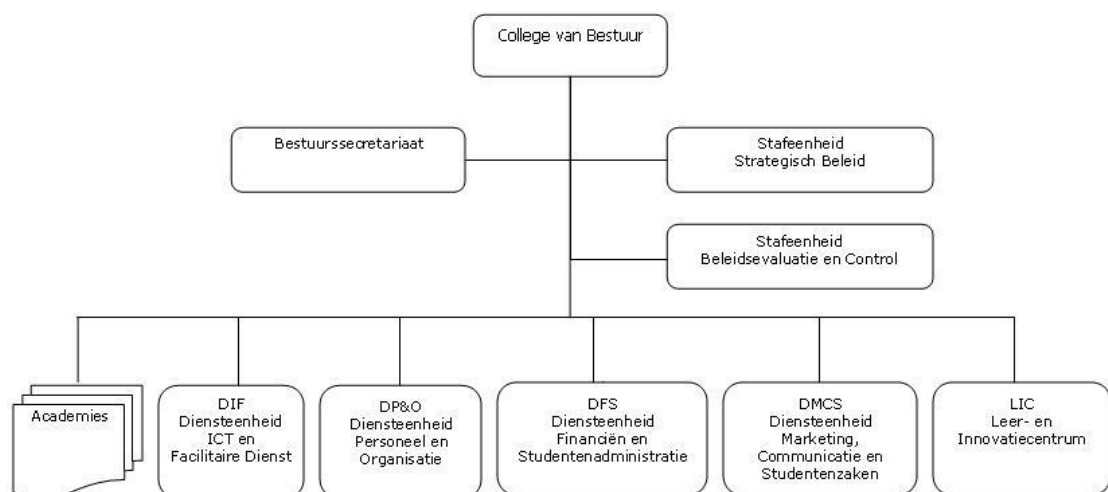 College van Bestuur
Bestuurssecretariaat
Stafeenheid
Strategisch Beleid
Stafeenheid
Beleidsevaluatie en Control
Academies
DIF
Diensteenheid
ICT en
Facilitaire Dienst
DP&O
Diensteenheid
Personeel en
Organisatie
DFS
Diensteenheid
Financiën en
Studentenadministratie
DMCS
Diensteenheid
Marketing,
Communicatie en
Studentenzaken
LIC
Leer- en
Innovatiecentrum